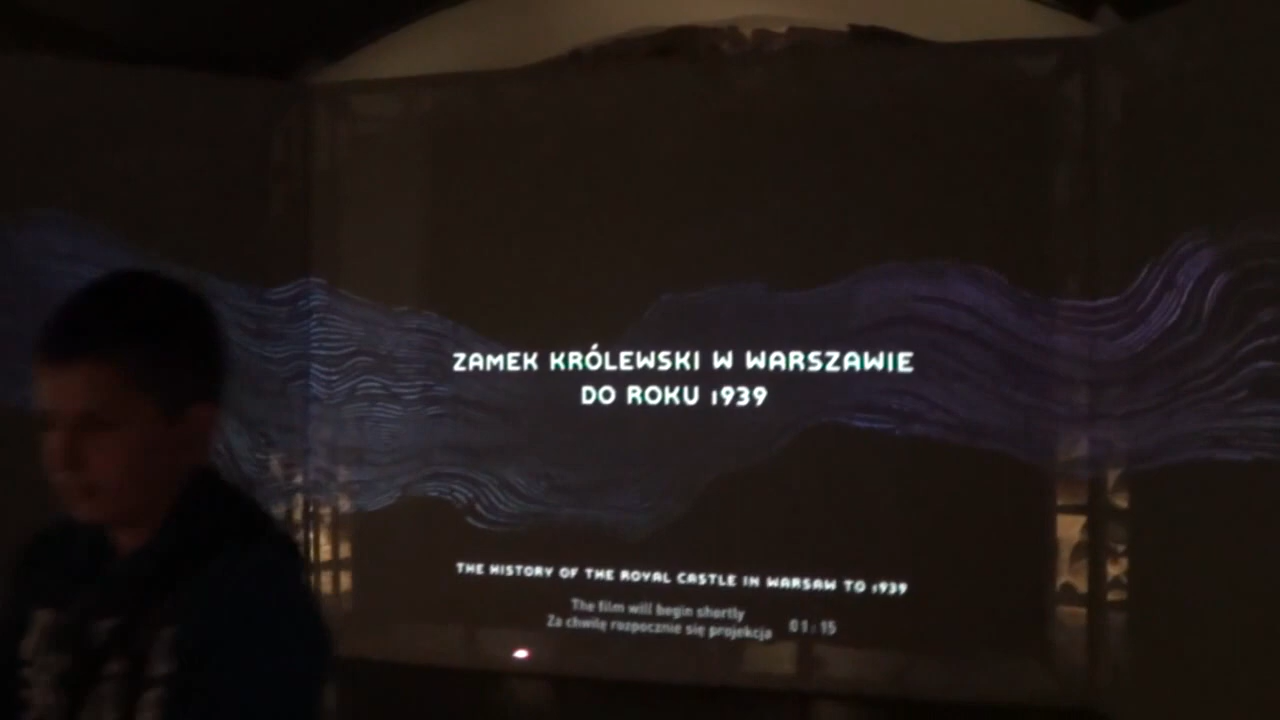 ZAMEK KRÓLEWSKI W WARSZAWIE
DO ROKU 1939
THE HISTORY OF THE ROYAL CASTLE IN WARSAW TO 1939
The film will begin shortly
Za chwilę rozpocznie się projekcja
01:15